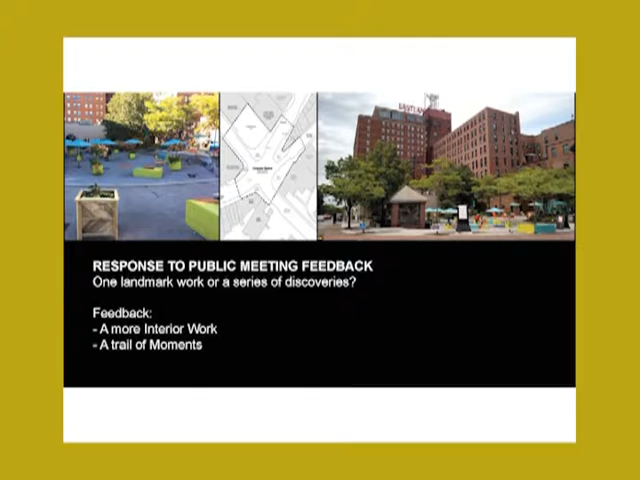 EASTLAND
RESPONSE TO PUBLIC MEETING FEEDBACK
One landmark work or a series of discoveries?
Feedback:
- A more Interior Work
- A trail of Moments